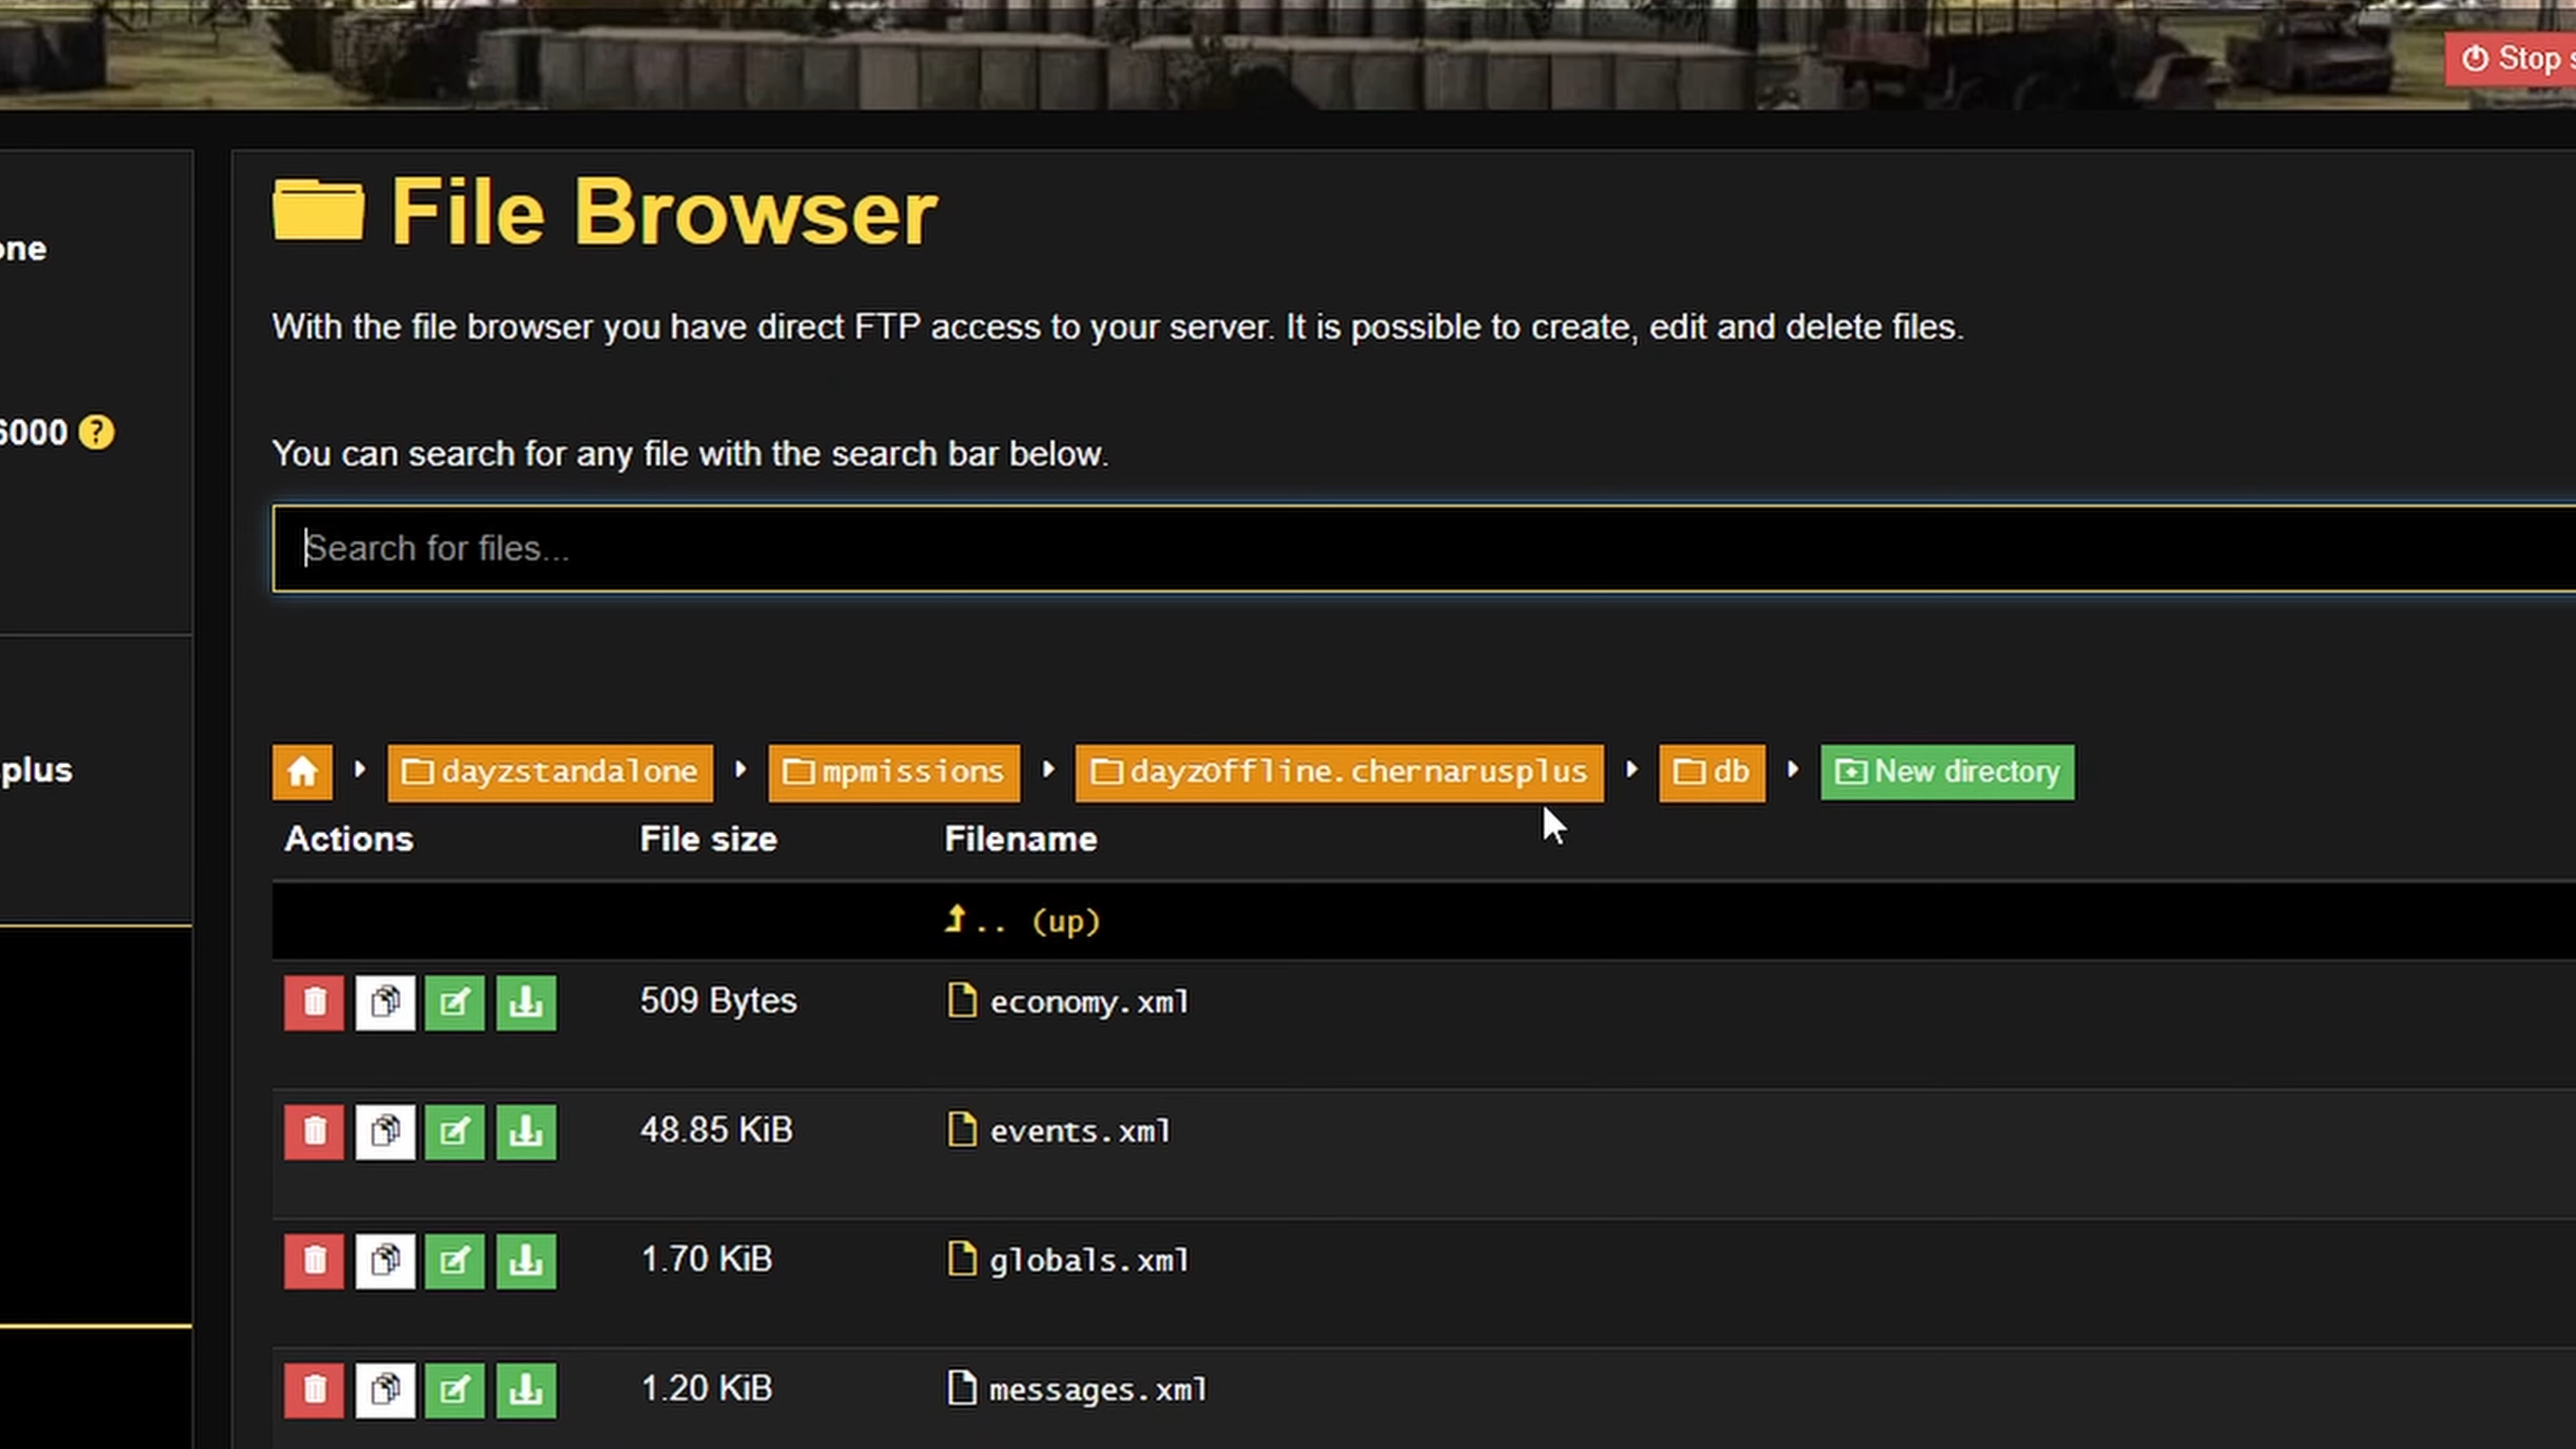 Stop
File Browser
one
With the file browser you have direct FTP access to your server. It is possible to create, edit and delete files.
6000 ?
You can search for any file with the search bar below.
Search for files...
plus
dayzstandalone mpmissions dayzOffline.chernarusplus db New directory
Actions File size Filename
.. (up)
509 Bytes economy.xml
48.85 KiB events.xml
1.70 KiB globals.xml
1.20 KiB messages.xml